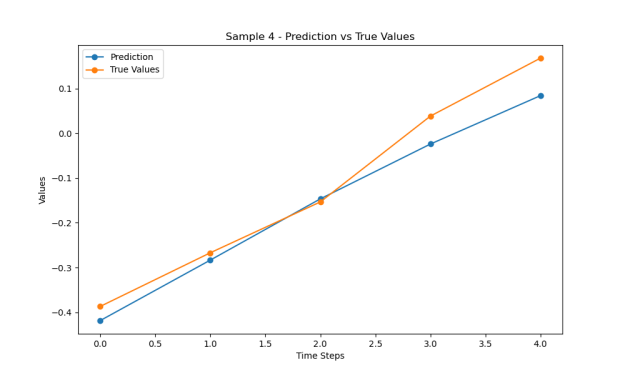 Sample 4 - Prediction vs True Values
Prediction
True Values
Values
0.1
0.0
−0.1
−0.2
−0.3
−0.4
0.0 0.5 1.0 1.5 2.0 2.5 3.0 3.5 4.0
Time Steps